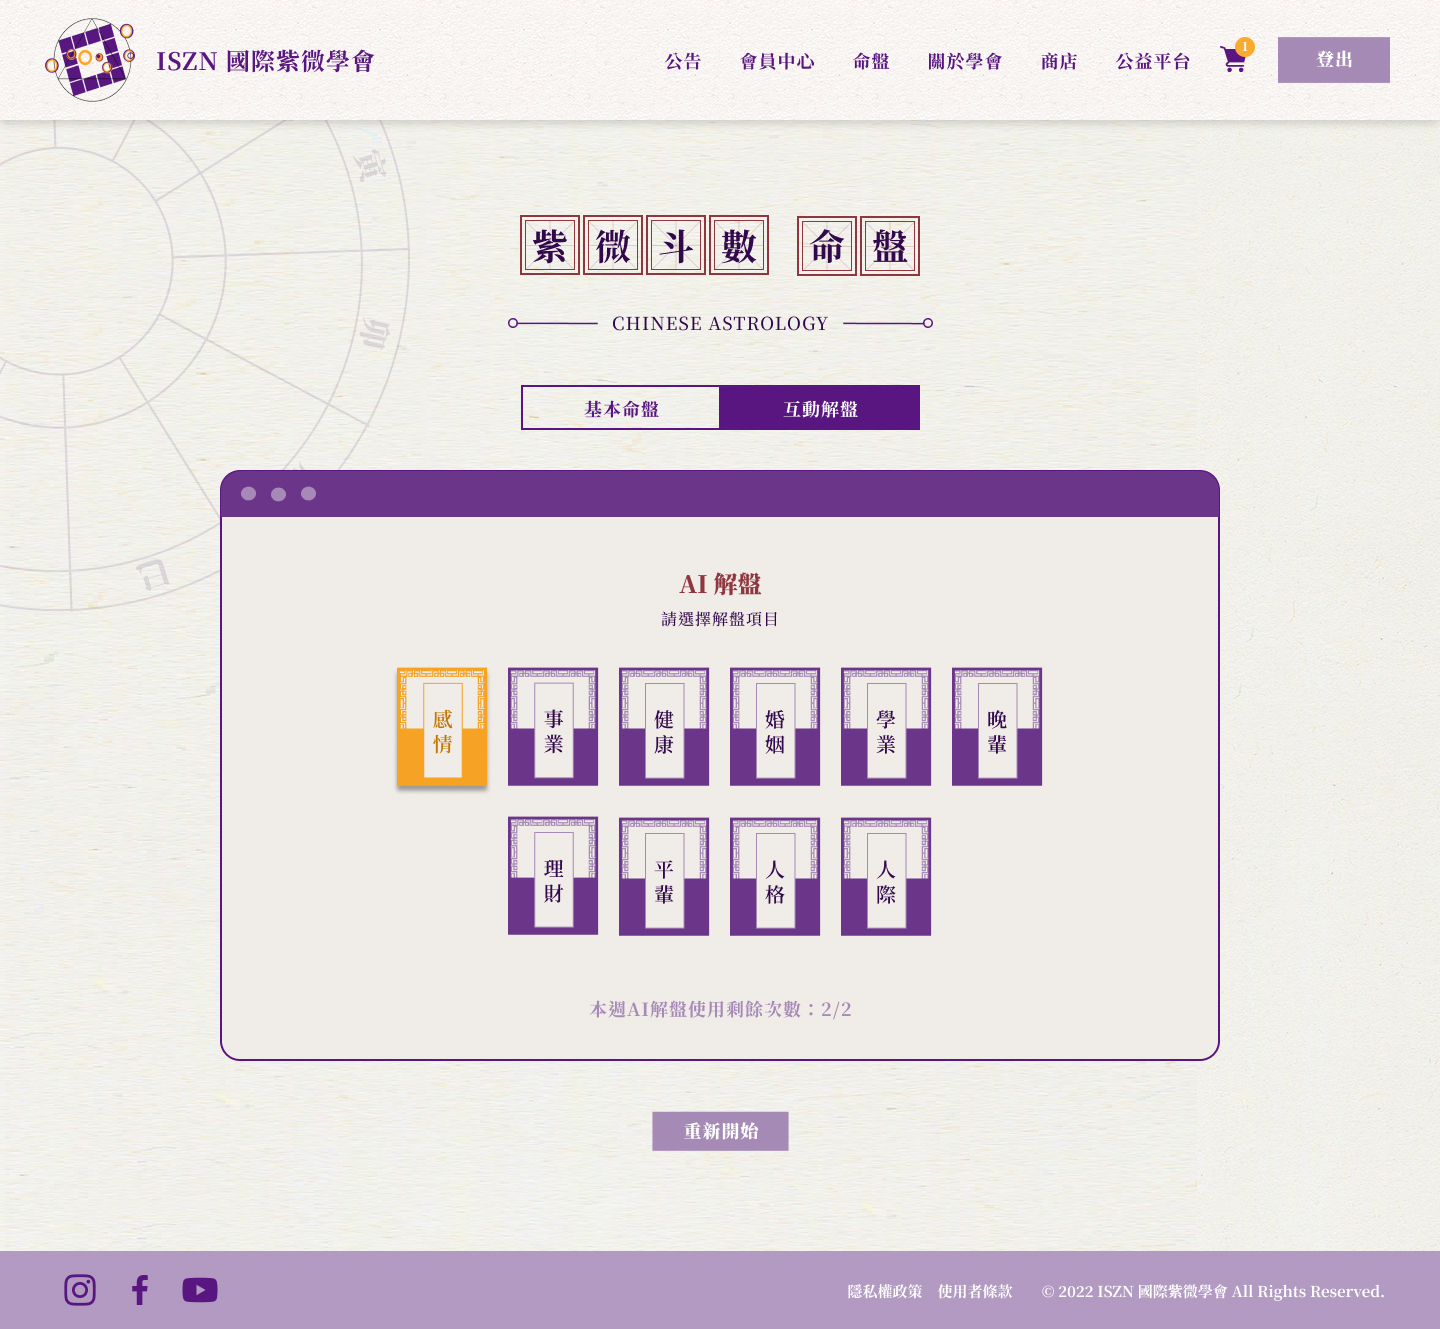 ISZN 國際紫微學會
公告 會員中心 命盤 關於學會 商店 公益平台 1 登出
寅
紫微斗數 命盤
CHINESE ASTROLOGY
卯
基本命盤 互動解盤
巳
AI 解盤
請選擇解盤項目
感情 事業 健康 婚姻 學業 晚輩
理財 平輩 人格 人際
本週AI解盤使用剩餘次數：2/2
重新開始
隱私權政策 使用者條款 © 2022 ISZN 國際紫微學會 All Rights Reserved.